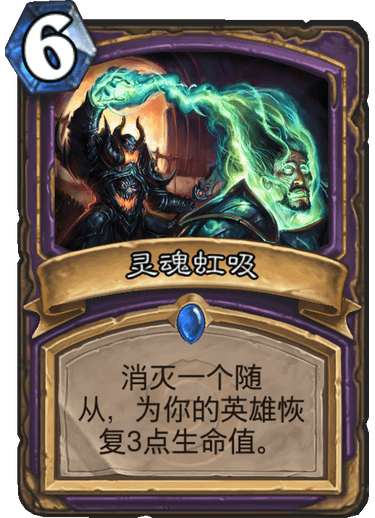 6
灵魂虹吸
消灭一个随
从，为你的英雄恢
复3点生命值。